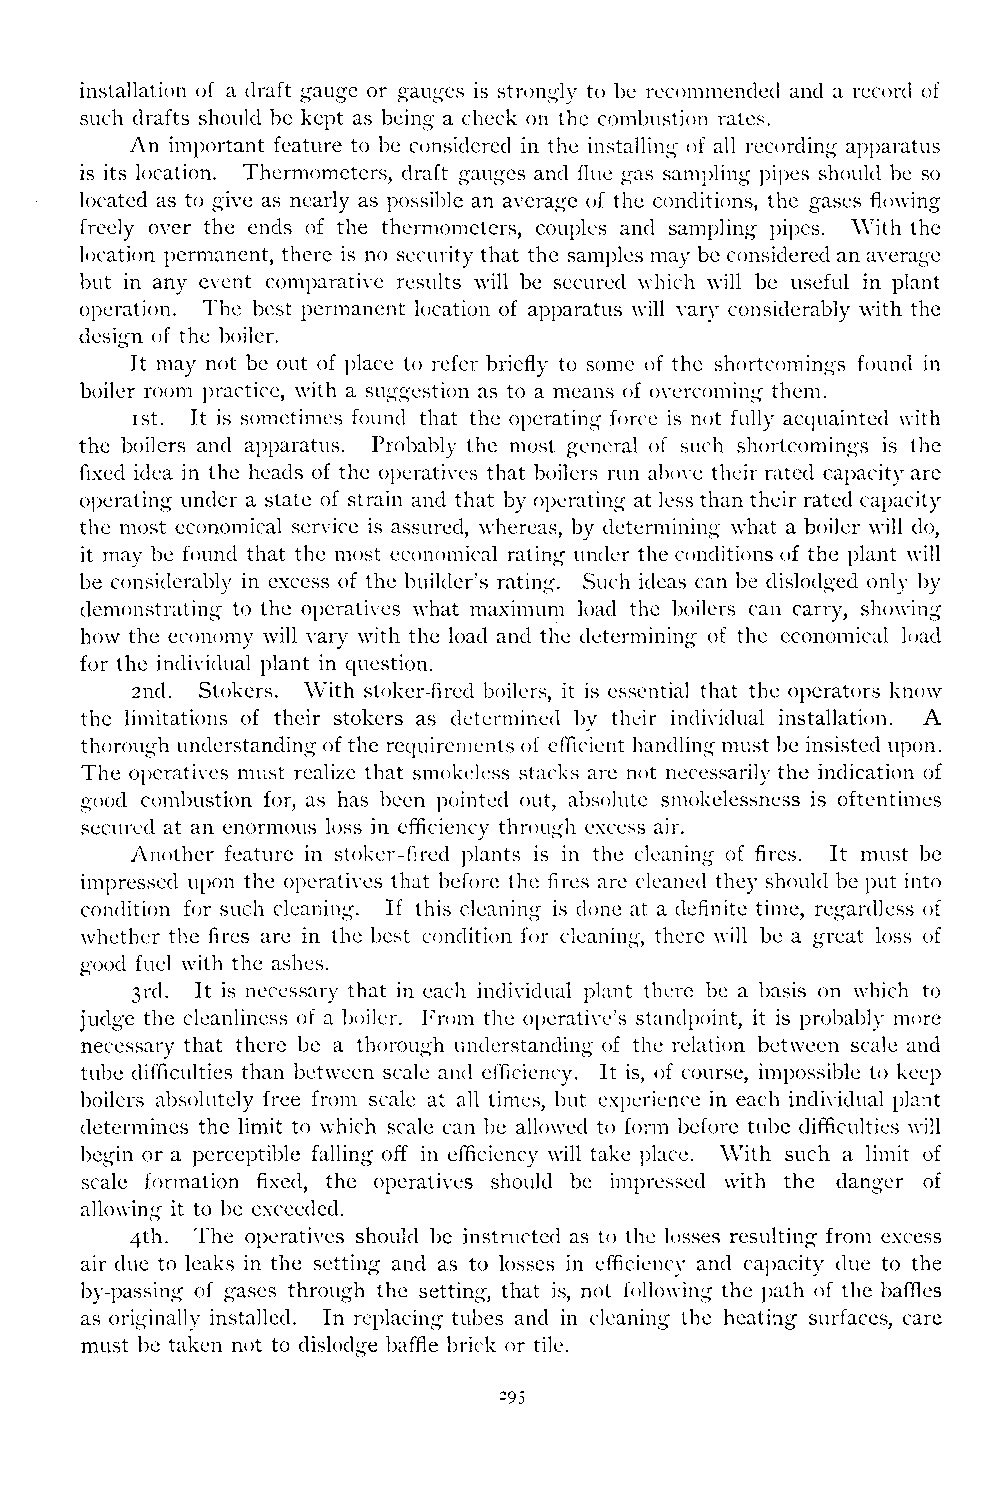 installation of a draft gauge or gauges is strongly to be recommended and a record of
such drafts should be kept as being a check on the combustion rates.
An important feature to be considered in the installing of all recording apparatus
is its location. Thermometers, draft gauges and flue gas sampling pipes should be so
located as to give as nearly as possible an average of the conditions, the gases flowing
freely over the ends of the thermometers, couples and sampling pipes. With the
location permanent, there is no security that the samples may be considered an average
but in any event comparative results will be secured which will be useful in plant
operation. The best permanent location of apparatus will vary considerably with the
design of the boiler.
It may not be out of place to refer briefly to some of the shortcomings found in
boiler room practice, with a suggestion as to a means of overcoming them.
1st. It is sometimes found that the operating force is not fully acquainted with
the boilers and apparatus. Probably the most general of such shortcomings is the
fixed idea in the heads of the operatives that boilers run above their rated capacity are
operating under a state of strain and that by operating at less than their rated capacity
the most economical service is assured, whereas, by determining what a boiler will do,
it may be found that the most economical rating under the conditions of the plant will
be considerably in excess of the builder's rating. Such ideas can be dislodged only by
demonstrating to the operatives what maximum load the boilers can carry, showing
how the economy will vary with the load and the determining of the economical load
for the individual plant in question.
2nd. Stokers. With stoker-fired boilers, it is essential that the operators know
the limitations of their stokers as determined by their individual installation. A
thorough understanding of the requirements of efficient handling must be insisted upon.
The operatives must realize that smokeless stacks are not necessarily the indication of
good combustion for, as has been pointed out, absolute smokelessness is oftentimes
secured at an enormous loss in efficiency through excess air.
Another feature in stoker-fired plants is in the cleaning of fires. It must be
impressed upon the operatives that before the fires are cleaned they should be put into
condition for such cleaning. If this cleaning is done at a definite time, regardless of
whether the fires are in the best condition for cleaning, there will be a great loss of
good fuel with the ashes.
3rd. It is necessary that in each individual plant there be a basis on which to
judge the cleanliness of a boiler. From the operative's standpoint, it is probably more
necessary that there be a thorough understanding of the relation between scale and
tube difficulties than between scale and efficiency. It is, of course, impossible to keep
boilers absolutely free from scale at all times, but experience in each individual plant
determines the limit to which scale can be allowed to form before tube difficulties will
begin or a perceptible falling off in efficiency will take place. With such a limit of
scale formation fixed, the operatives should be impressed with the danger of
allowing it to be exceeded.
4th. The operatives should be instructed as to the losses resulting from excess
air due to leaks in the setting and as to losses in efficiency and capacity due to the
by-passing of gases through the setting, that is, not following the path of the baffles
as originally installed. In replacing tubes and in cleaning the heating surfaces, care
must be taken not to dislodge baffle brick or tile.
295